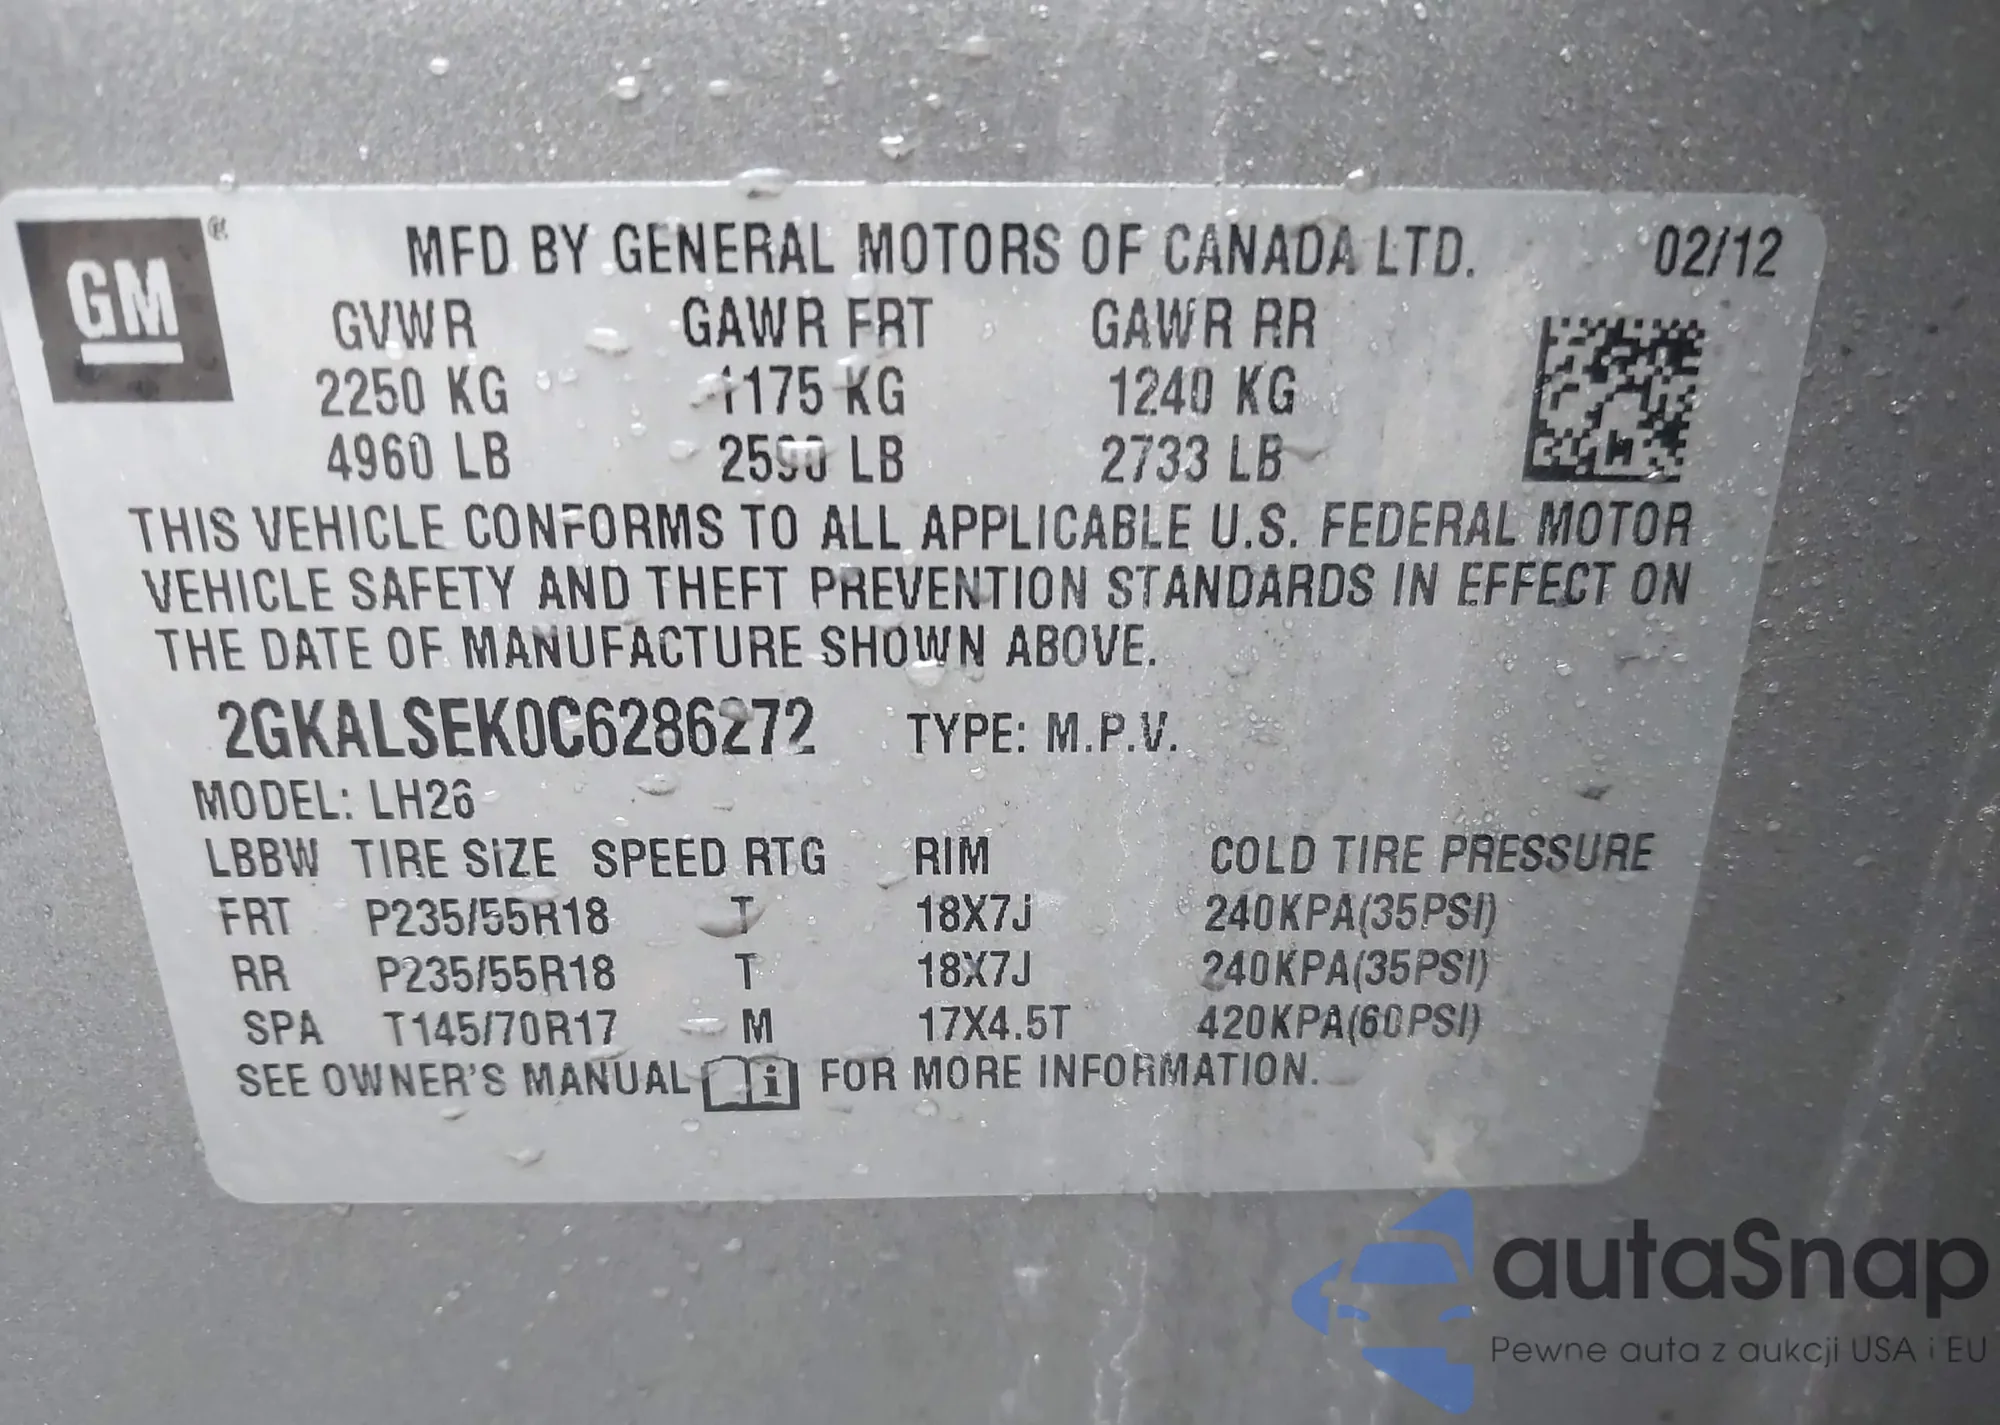 GM®
MFD BY GENERAL MOTORS OF CANADA LTD. 02/12
GVWR GAWR FRT GAWR RR
2250 KG 1175 KG 1240 KG
4960 LB 2590 LB 2733 LB
THIS VEHICLE CONFORMS TO ALL APPLICABLE U.S. FEDERAL MOTOR
VEHICLE SAFETY AND THEFT PREVENTION STANDARDS IN EFFECT ON
THE DATE OF MANUFACTURE SHOWN ABOVE.
2GKALSEK0C6286272 TYPE: M.P.V.
MODEL: LH26
LBBW TIRE SIZE SPEED RTG RIM COLD TIRE PRESSURE
FRT P235/55R18 T 18X7J 240KPA(35PSI)
RR P235/55R18 T 18X7J 240KPA(35PSI)
SPA T145/70R17 M 17X4.5T 420KPA(60PSI)
SEE OWNER'S MANUAL i FOR MORE INFORMATION.
autaSnap
Pewne auta z aukcji USA i EU